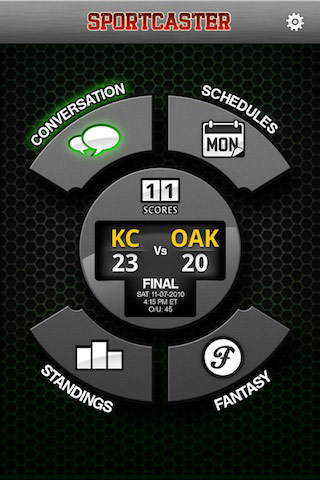 SPORTCASTER
CONVERSATION
SCHEDULES
MON
11
SCORES
KC Vs OAK
23 20
FINAL
SAT 11-07-2010
4:15 PM ET
O/U: 45
STANDINGS
F
FANTASY